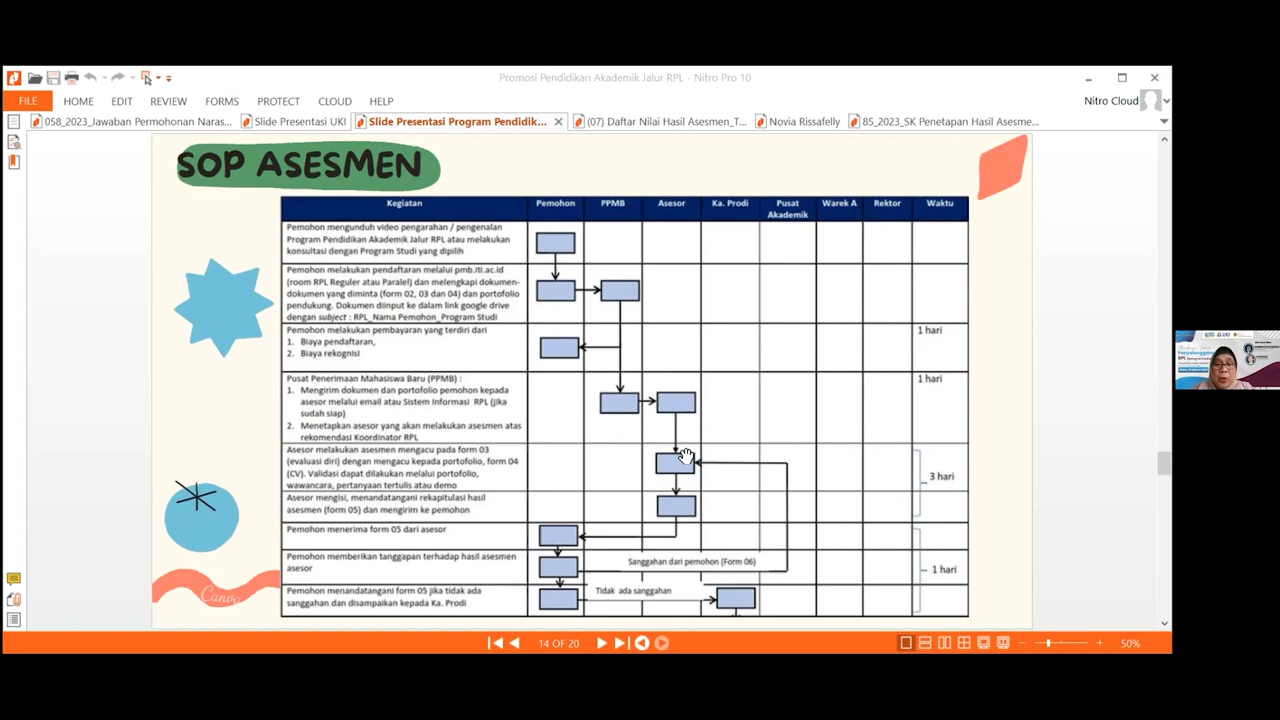 Promosi Pendidikan Akademik Jalur RPL - Nitro Pro 10
FILE HOME EDIT REVIEW FORMS PROTECT CLOUD HELP
Nitro Cloud
058_2023_Jawaban Permohonan Naras...
Slide Presentasi UKI
Slide Presentasi Program Pendidik...
(07) Daftar Nilai Hasil Asesmen_T...
Novia Rissafelly
85_2023_SK Penetapan Hasil Asesme...
SOP ASESMEN
Kegiatan Pemohon PPMB Asesor Ka. Prodi Pusat Akademik Warek A Rektor Waktu
Pemohon mengunduh video pengarahan / pengenalan
Program Pendidikan Akademik Jalur RPL atau melakukan
konsultasi dengan Program Studi yang dipilih
Pemohon melakukan pendaftaran melalui pmb.iti.ac.id
(room RPL Reguler atau Paralel) dan melengkapi dokumen-
dokumen yang diminta (form 02, 03 dan 04) dan portofolio
pendukung. Dokumen diinput ke dalam link google drive
dengan subject : RPL_Nama Pemohon_Program Studi
Pemohon melakukan pembayaran yang terdiri dari
1. Biaya pendaftaran,
2. Biaya rekognisi
1 hari
Pusat Penerimaan Mahasiswa Baru (PPMB) :
1. Mengirim dokumen dan portofolio pemohon kepada
asesor melalui email atau Sistem Informasi RPL (jika
sudah siap)
2. Menetapkan asesor yang akan melakukan asesmen atas
rekomendasi Koordinator RPL
1 hari
Asesor melakukan asesmen mengacu pada form 03
(evaluasi diri) dengan mengacu kepada portofolio, form 04
(CV). Validasi dapat dilakukan melalui portofolio,
wawancara, pertanyaan tertulis atau demo
3 hari
Asesor mengisi, menandatangani rekapitulasi hasil
asesmen (form 05) dan mengirim ke pemohon
Pemohon menerima form 05 dari asesor
Pemohon memberikan tanggapan terhadap hasil asesmen
asesor
Sanggahan dari pemohon (Form 06)
1 hari
Pemohon menandatangani form 05 jika tidak ada
sanggahan dan disampaikan kepada Ka. Prodi
Tidak ada sanggahan
Canva
14 OF 20
50%